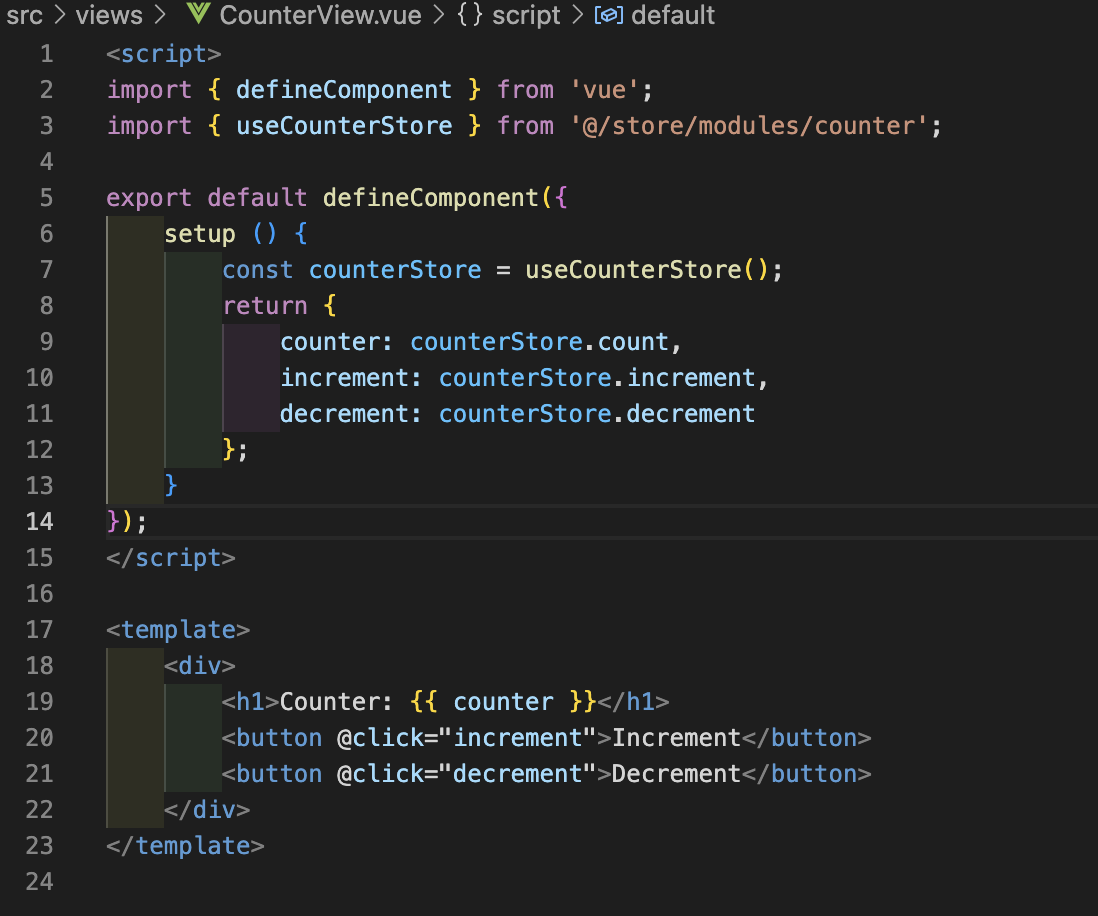 src > views > CounterView.vue > {} script > default
1 <script>
2 import { defineComponent } from 'vue';
3 import { useCounterStore } from '@/store/modules/counter';
4
5 export default defineComponent({
6     setup () {
7         const counterStore = useCounterStore();
8         return {
9             counter: counterStore.count,
10             increment: counterStore.increment,
11             decrement: counterStore.decrement
12         };
13     }
14 });
15 </script>
16
17 <template>
18     <div>
19         <h1>Counter: {{ counter }}</h1>
20         <button @click="increment">Increment</button>
21         <button @click="decrement">Decrement</button>
22     </div>
23 </template>
24